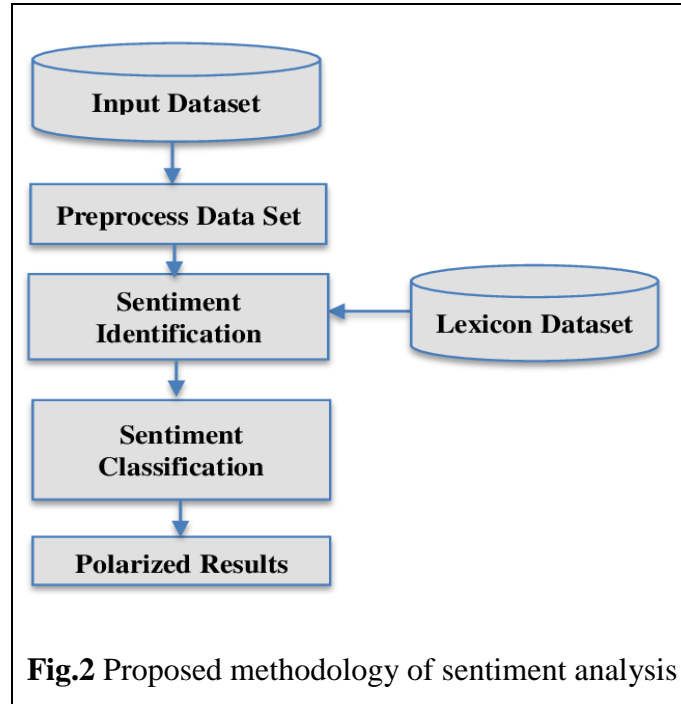 Input Dataset
Preprocess Data Set
Sentiment
Identification
Lexicon Dataset
Sentiment
Classification
Polarized Results
Fig.2 Proposed methodology of sentiment analysis